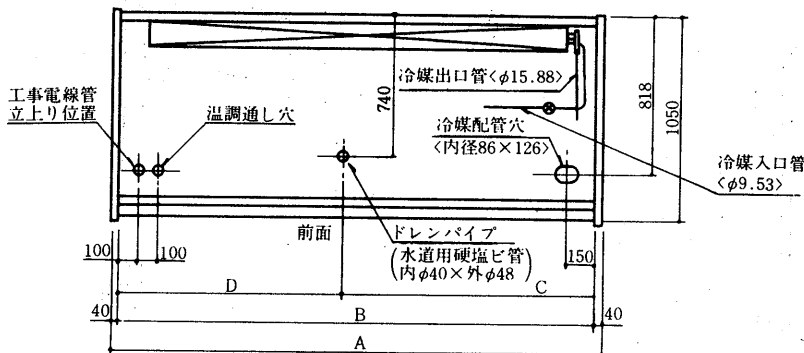 冷媒出口管<φ15.88>
740
818
1050
工事電線管
立上り位置
温調通し穴
冷媒配管穴
<内径86×126>
冷媒入口管
<φ9.53>
前面
ドレンパイプ
(水道用硬塩ビ管
内φ40×外φ48)
100
100
150
D
C
40
B
40
A